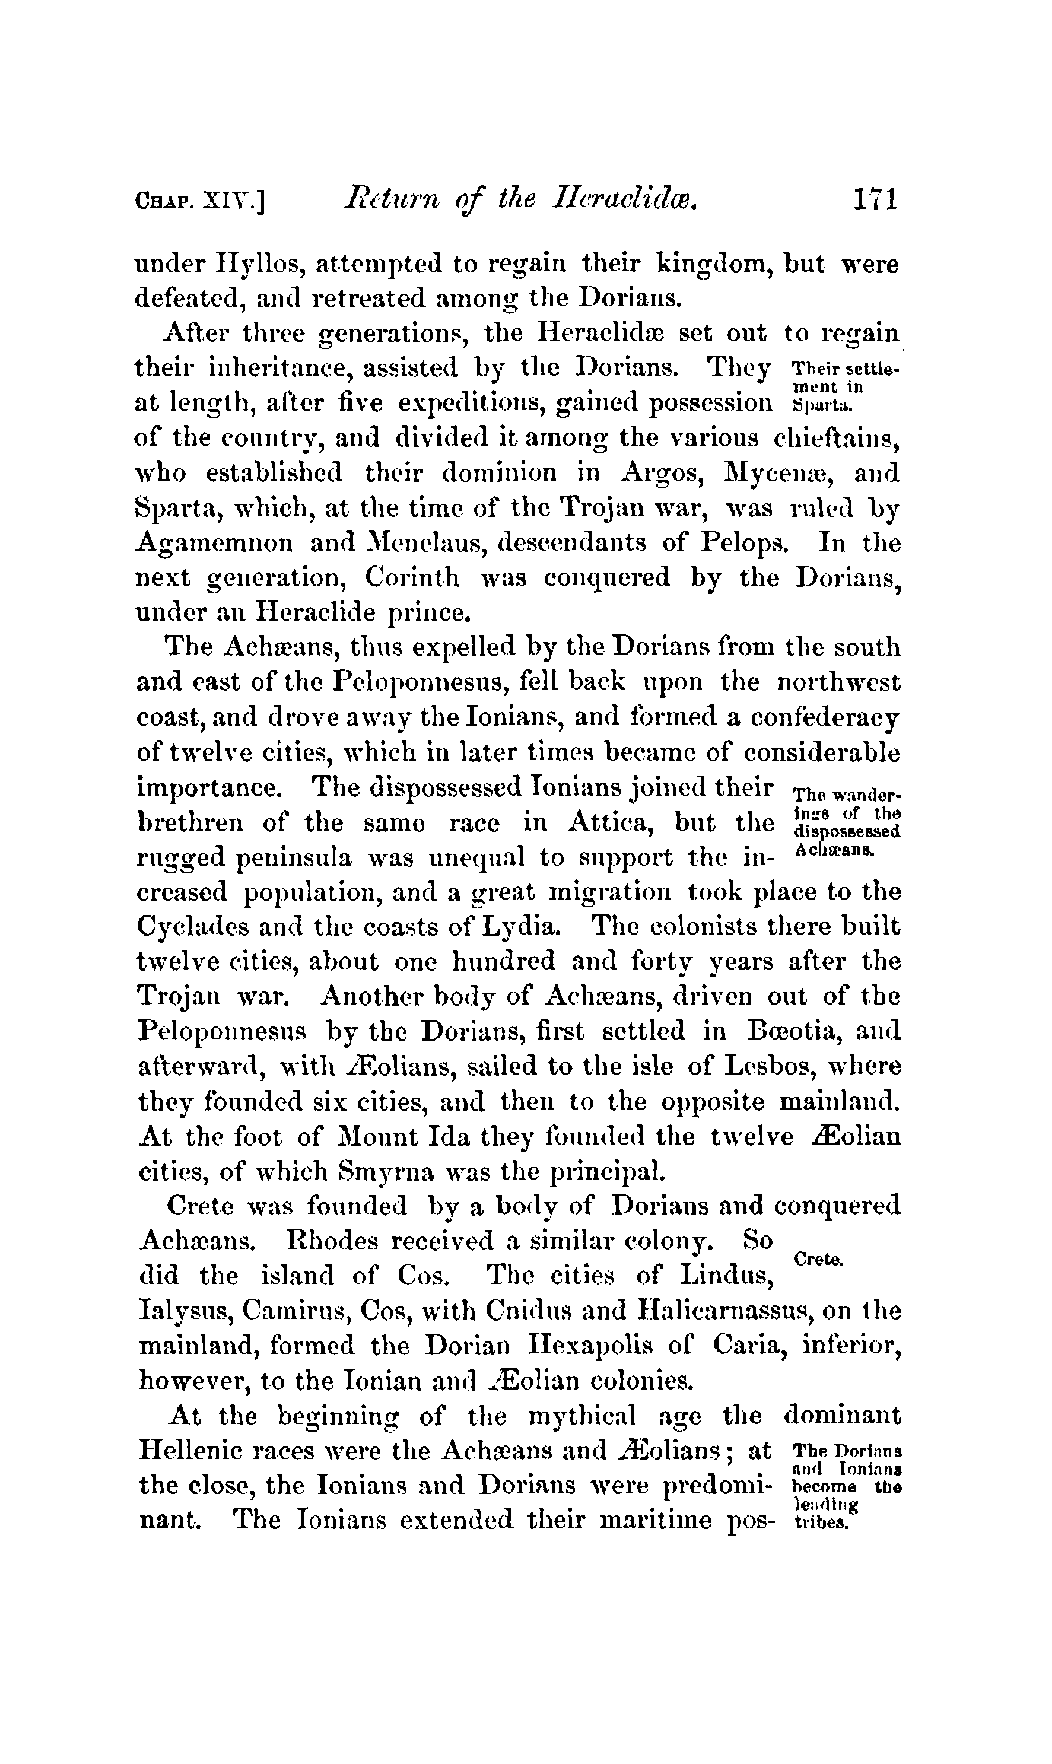 CHAP. XIV.] Return of the Heraclidæ. 171
under Hyllos, attempted to regain their kingdom, but were
defeated, and retreated among the Dorians.
After three generations, the Heraclidæ set out to regain
their inheritance, assisted by the Dorians. They
Their settle-
ment in
Sparta.
at length, after five expeditions, gained possession
of the country, and divided it among the various chieftains,
who established their dominion in Argos, Mycenæ, and
Sparta, which, at the time of the Trojan war, was ruled by
Agamemnon and Menelaus, descendants of Pelops. In the
next generation, Corinth was conquered by the Dorians,
under an Heraclide prince.
The Achæans, thus expelled by the Dorians from the south
and east of the Peloponnesus, fell back upon the northwest
coast, and drove away the Ionians, and formed a confederacy
of twelve cities, which in later times became of considerable
importance. The dispossessed Ionians joined their
The wander-
ings of the
dispossessed
Achæans.
brethren of the same race in Attica, but the
rugged peninsula was unequal to support the in-
creased population, and a great migration took place to the
Cyclades and the coasts of Lydia. The colonists there built
twelve cities, about one hundred and forty years after the
Trojan war. Another body of Achæans, driven out of the
Peloponnesus by the Dorians, first settled in Bœotia, and
afterward, with Æolians, sailed to the isle of Lesbos, where
they founded six cities, and then to the opposite mainland.
At the foot of Mount Ida they founded the twelve Æolian
cities, of which Smyrna was the principal.
Crete was founded by a body of Dorians and conquered
Achæans. Rhodes received a similar colony. So
Crete.
did the island of Cos. The cities of Lindus,
Ialysus, Camirus, Cos, with Cnidus and Halicarnassus, on the
mainland, formed the Dorian Hexapolis of Caria, inferior,
however, to the Ionian and Æolian colonies.
At the beginning of the mythical age the dominant
Hellenic races were the Achæans and Æolians; at
The Dorians
and Ionians
become the
leading
tribes.
the close, the Ionians and Dorians were predomi-
nant. The Ionians extended their maritime pos-